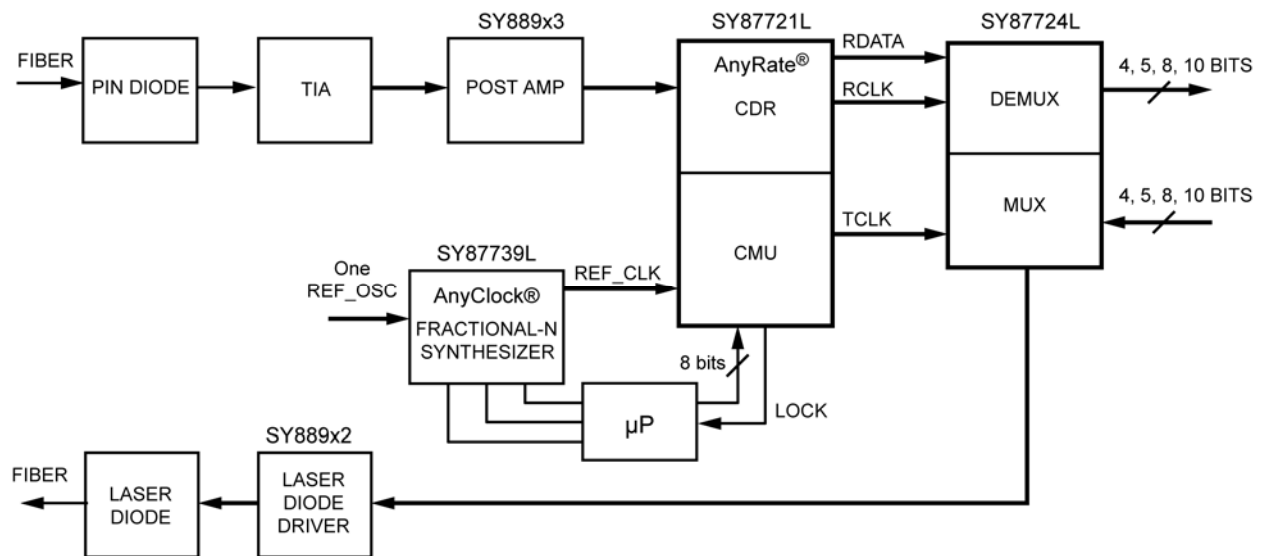 SY889x3
SY87721L
SY87724L
FIBER
PIN DIODE
TIA
POST AMP
AnyRate®
CDR
RDATA
RCLK
DEMUX
4, 5, 8, 10 BITS
CMU
TCLK
MUX
4, 5, 8, 10 BITS
SY87739L
One
REF_OSC
AnyClock®
FRACTIONAL-N
SYNTHESIZER
REF_CLK
8 bits
µP
LOCK
SY889x2
FIBER
LASER
DIODE
LASER
DIODE
DRIVER